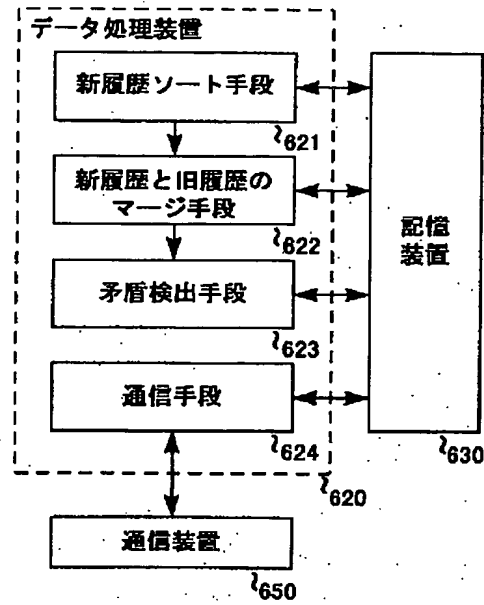 データ処理装置
新履歴ソート手段
621
新履歴と旧履歴の
マージ手段
622
矛盾検出手段
623
通信手段
624
620
記憶
装置
630
通信装置
650